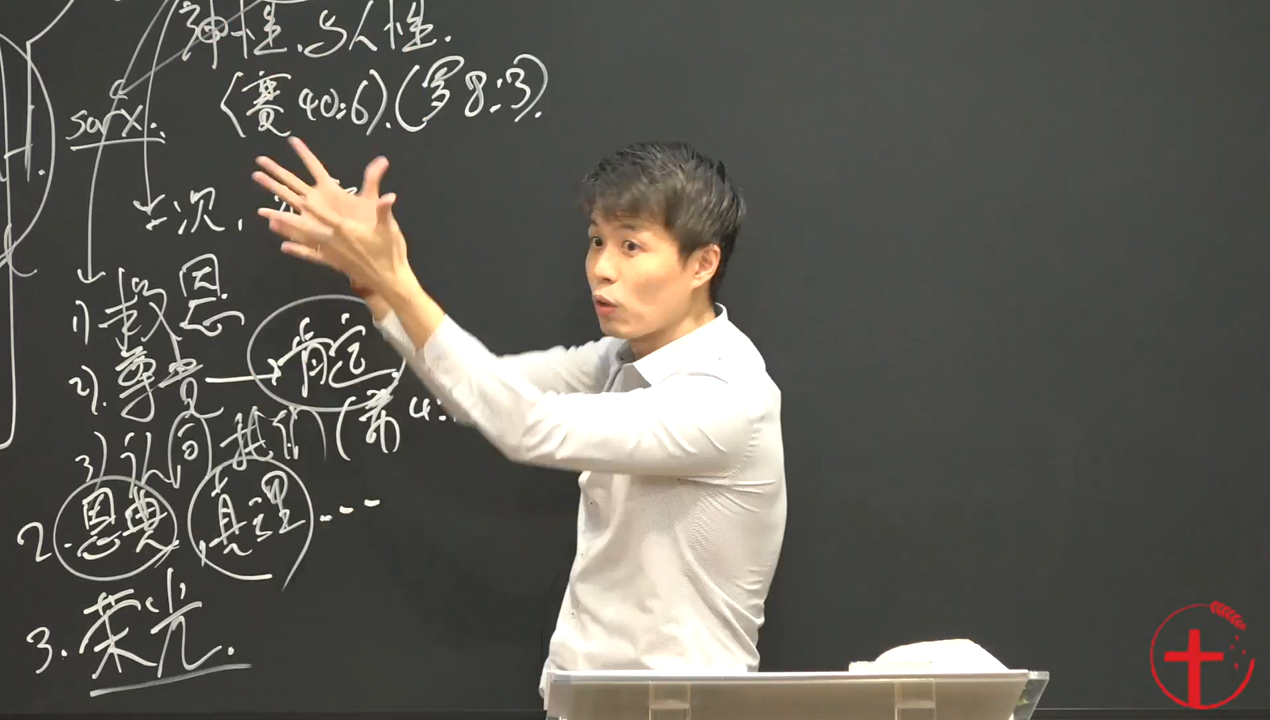 神性、与人性.
(赛40:6).(罗8:3).
sarx.
次,
1) 救恩
2). 尊贵 → 肯定
3) 认同我们(希4:
2. 恩典 真理...
3. 荣光.